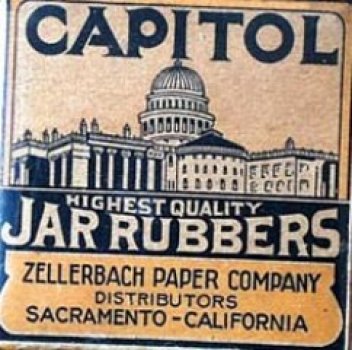 CAPITOL
HIGHEST QUALITY
JAR RUBBERS
ZELLERBACH PAPER COMPANY
DISTRIBUTORS
SACRAMENTO - CALIFORNIA